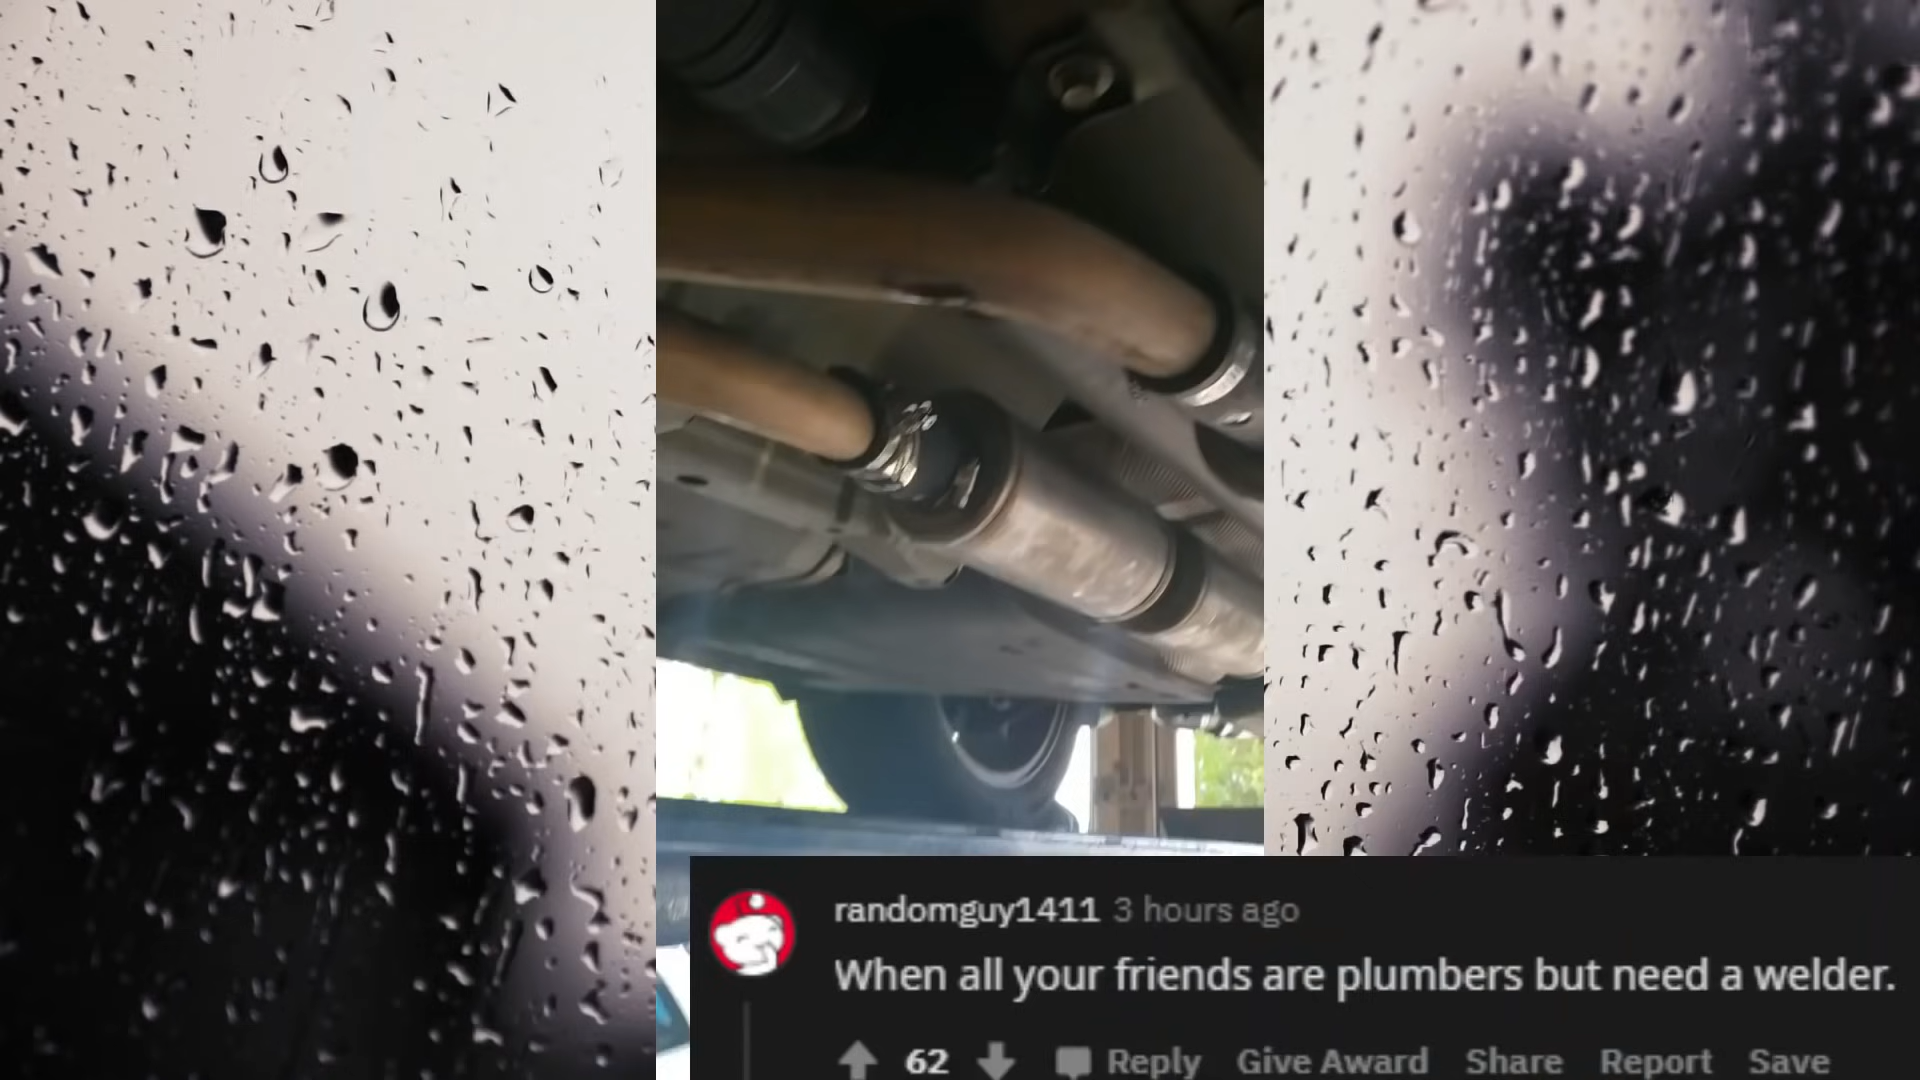 randomguy1411 3 hours ago
When all your friends are plumbers but need a welder.
62 Reply Give Award Share Report Save